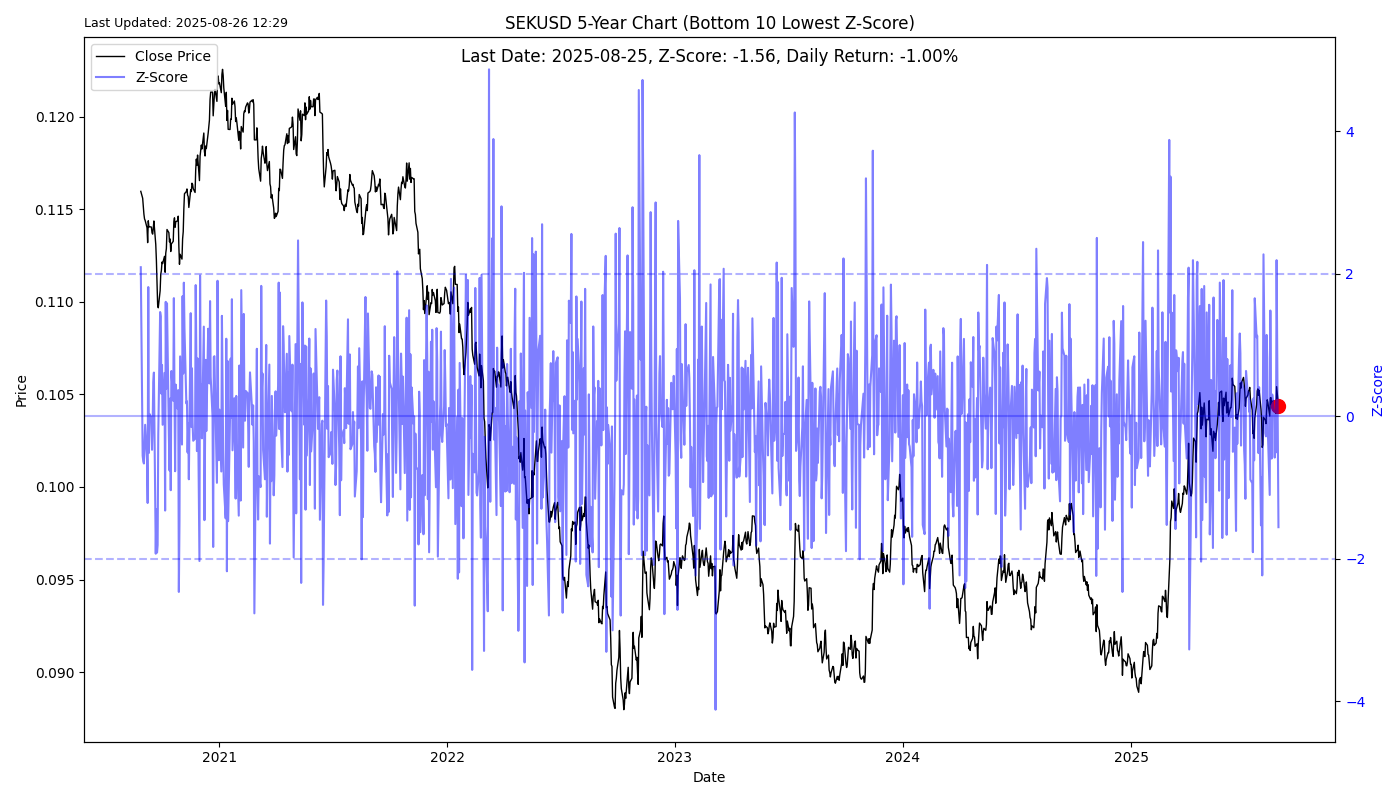 Last Updated: 2025-08-26 12:29
SEKUSD 5-Year Chart (Bottom 10 Lowest Z-Score)
Last Date: 2025-08-25, Z-Score: -1.56, Daily Return: -1.00%
Close Price
Z-Score
0.120
0.115
0.110
0.105
0.100
0.095
0.090
Price
4
2
0
−2
−4
Z-Score
2021
2022
2023
2024
2025
Date